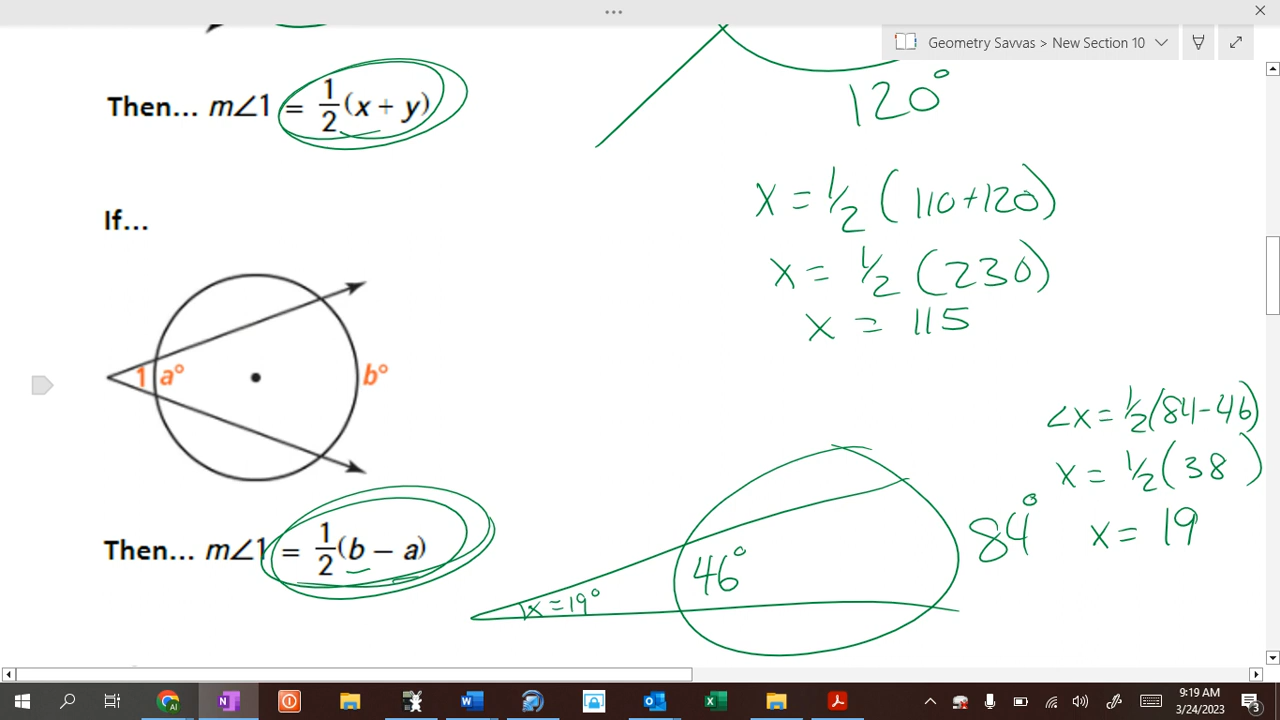 ...
Geometry Savvas > New Section 10
Then... m∠1 = 1/2(x + y)
120°
x = 1/2 (110+120)
x = 1/2 (230)
x = 115
If...
1 a° b°
Then... m∠1 = 1/2(b − a)
∠x = 1/2(84-46)
x = 1/2(38 )
x = 19
84°
46°
x=19°
AI
9:19 AM
3/24/2023
3